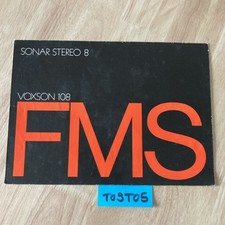 SONAR STEREO 8
VOXSON 108
FMS
T09T05